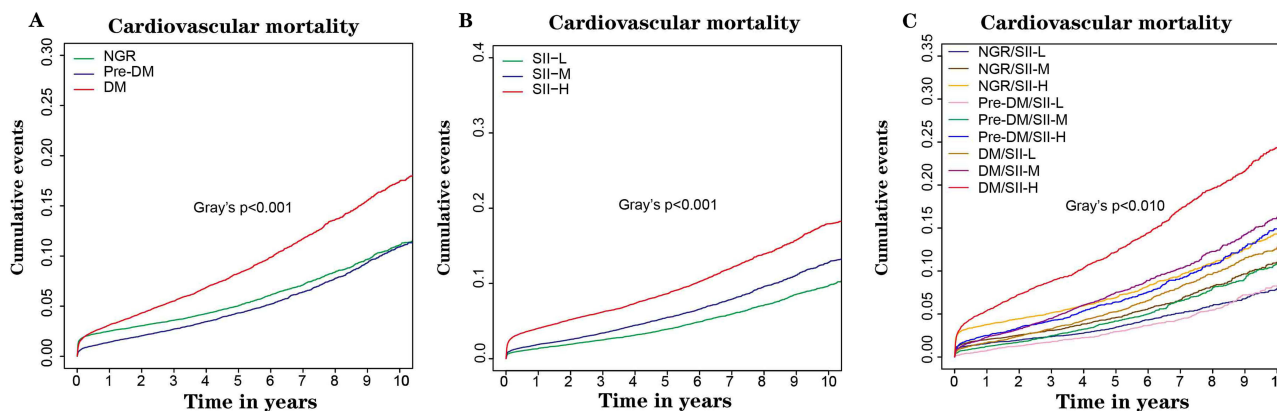 A
Cardiovascular mortality
0.30
0.25
0.20
0.15
0.10
0.05
0.00
Cumulative events
NGR
Pre-DM
DM
Gray's p<0.001
0 1 2 3 4 5 6 7 8 9 10
Time in years
B
Cardiovascular mortality
0.4
0.3
0.2
0.1
0.0
Cumulative events
SII–L
SII–M
SII–H
Gray's p<0.001
0 1 2 3 4 5 6 7 8 9 10
Time in years
C
Cardiovascular mortality
0.35
0.30
0.25
0.20
0.15
0.10
0.05
0.00
Cumulative events
NGR/SII-L
NGR/SII-M
NGR/SII-H
Pre-DM/SII-L
Pre-DM/SII-M
Pre-DM/SII-H
DM/SII-L
DM/SII-M
DM/SII-H
Gray's p<0.010
0 1 2 3 4 5 6 7 8 9 1
Time in years